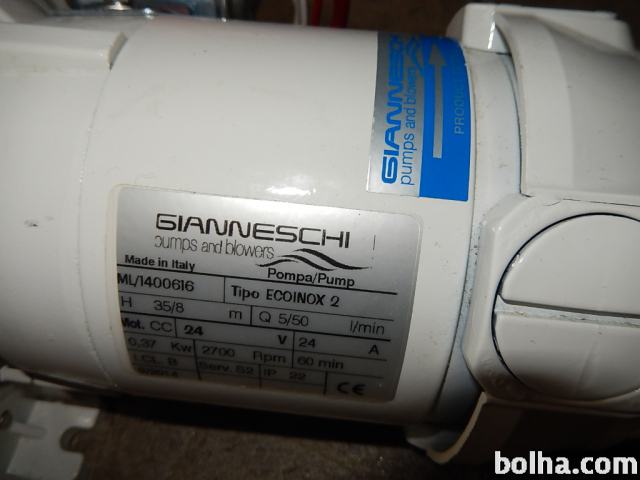 GIANNESCHI
pumps and blowers
GIANNESCHI
pumps and blowers
Made in Italy
Pompa/Pump
ML/1400616 Tipo ECOINOX 2
H 35/8 m Q 5/50 l/min
Mot. CC 24 V 24 A
0,37 Kw 2700 Rpm 60 min
CL. B Serv. S2 IP 22 CE
bolha.com